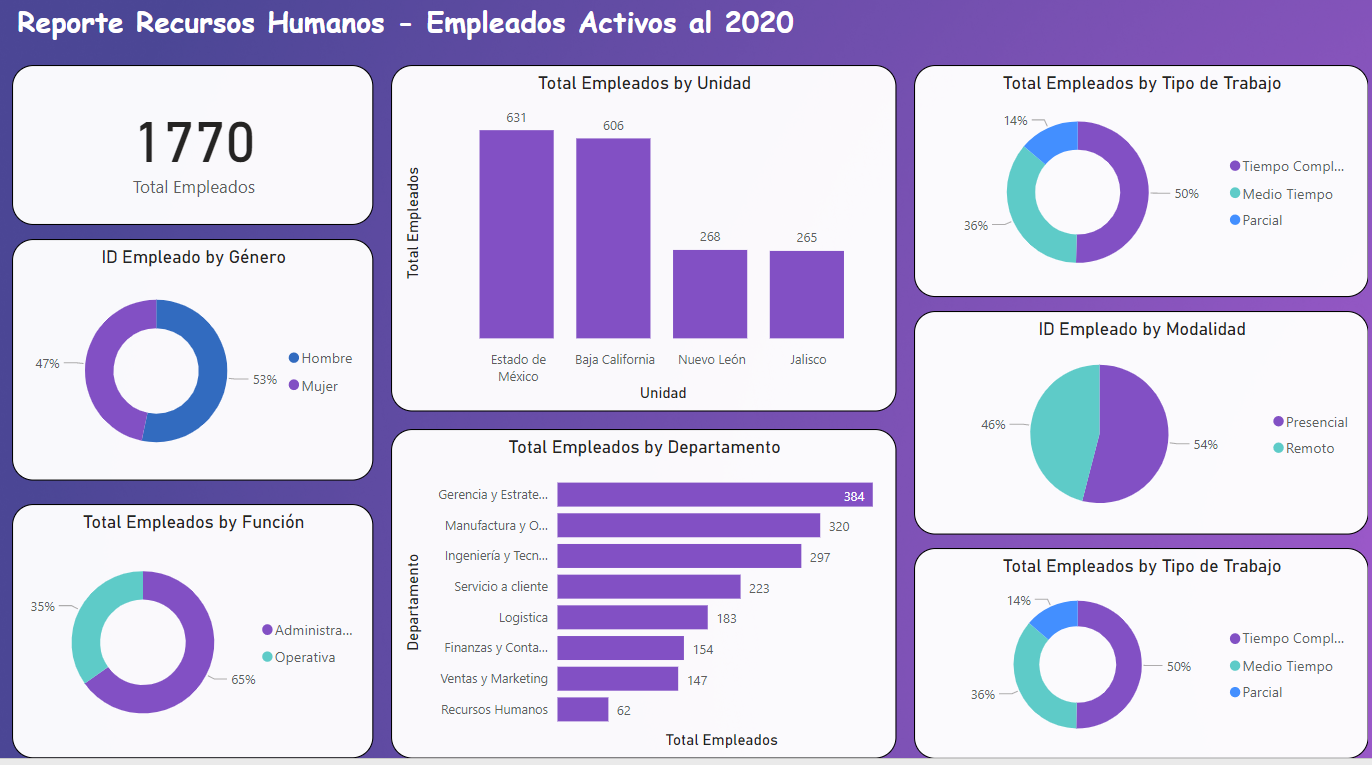 Reporte Recursos Humanos - Empleados Activos al 2020
1770
Total Empleados
ID Empleado by Género
47%
53%
Hombre
Mujer
Total Empleados by Función
35%
65%
Administra...
Operativa
Total Empleados by Unidad
Total Empleados
631
606
268
265
Estado de
México
Baja California
Nuevo León
Jalisco
Unidad
Total Empleados by Departamento
Departamento
Gerencia y Estrate...
384
Manufactura y O...
320
Ingeniería y Tecn...
297
Servicio a cliente
223
Logistica
183
Finanzas y Conta...
154
Ventas y Marketing
147
Recursos Humanos
62
Total Empleados
Total Empleados by Tipo de Trabajo
14%
36%
50%
Tiempo Compl...
Medio Tiempo
Parcial
ID Empleado by Modalidad
46%
54%
Presencial
Remoto
Total Empleados by Tipo de Trabajo
14%
36%
50%
Tiempo Compl...
Medio Tiempo
Parcial